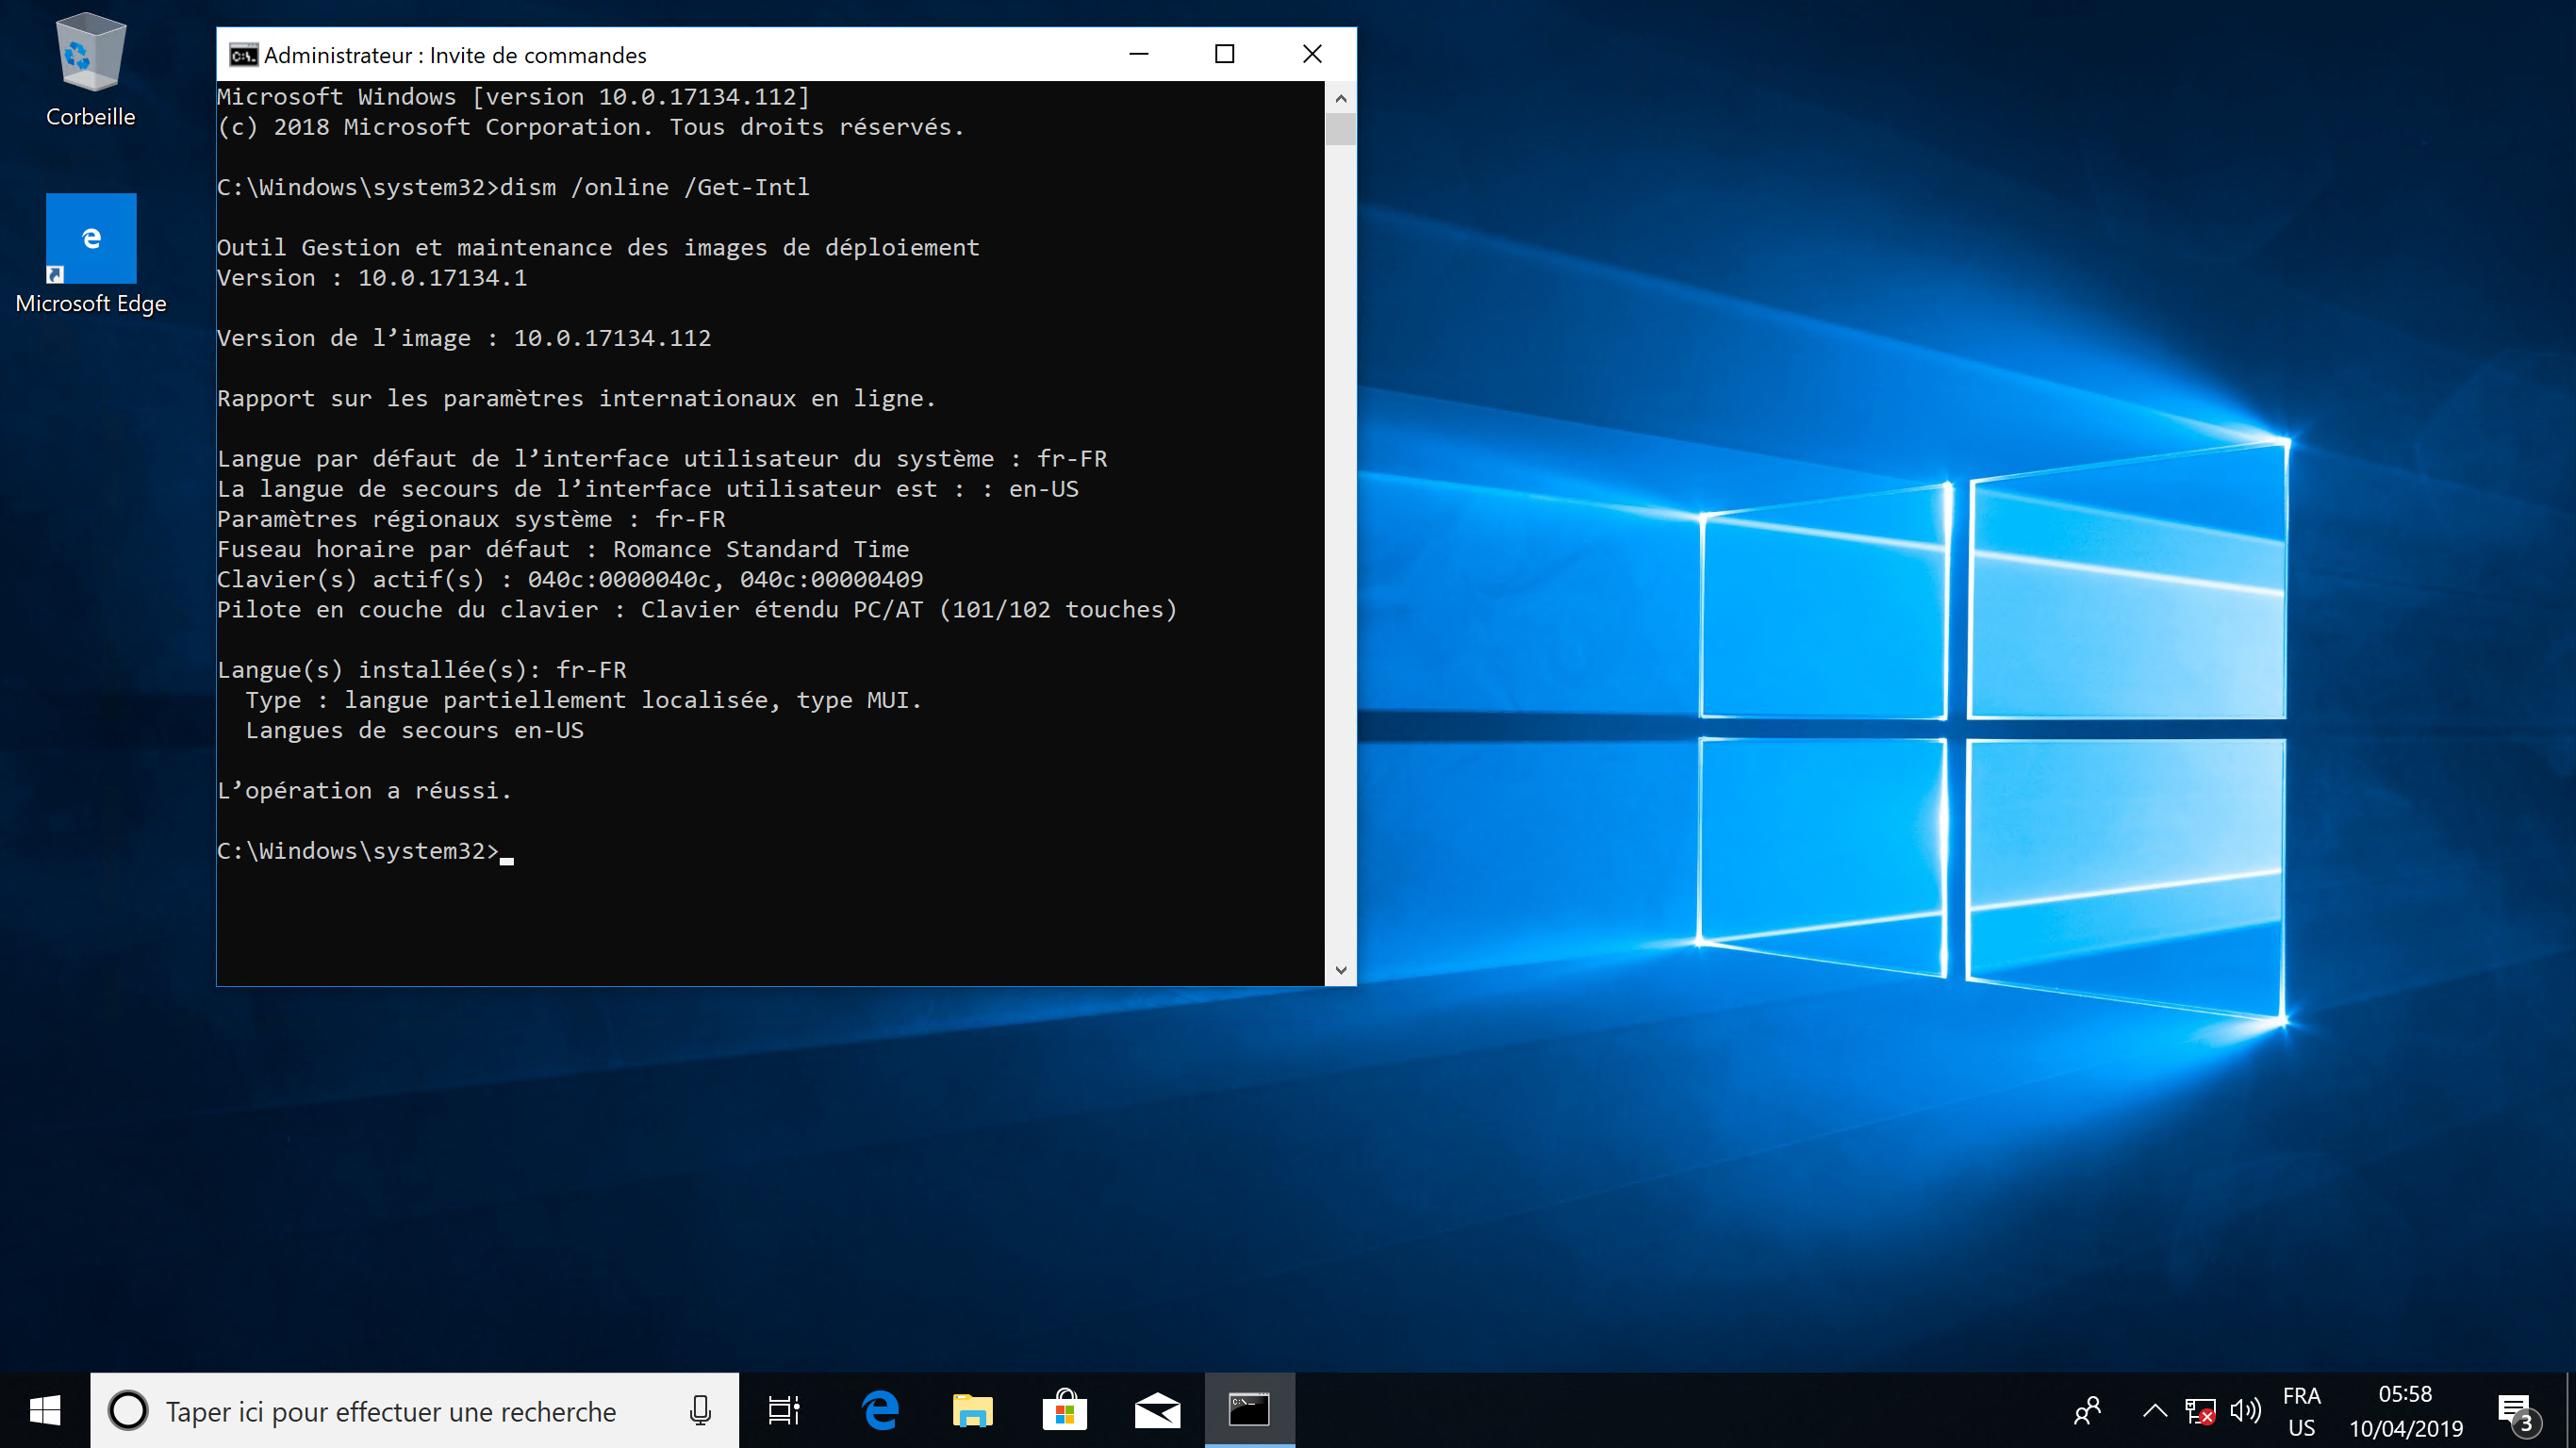 Corbeille
Microsoft Edge
Administrateur : Invite de commandes
Microsoft Windows [version 10.0.17134.112]
(c) 2018 Microsoft Corporation. Tous droits réservés.
C:\Windows\system32>dism /online /Get-Intl
Outil Gestion et maintenance des images de déploiement
Version : 10.0.17134.1
Version de l’image : 10.0.17134.112
Rapport sur les paramètres internationaux en ligne.
Langue par défaut de l’interface utilisateur du système : fr-FR
La langue de secours de l’interface utilisateur est : : en-US
Paramètres régionaux système : fr-FR
Fuseau horaire par défaut : Romance Standard Time
Clavier(s) actif(s) : 040c:0000040c, 040c:00000409
Pilote en couche du clavier : Clavier étendu PC/AT (101/102 touches)
Langue(s) installée(s): fr-FR
Type : langue partiellement localisée, type MUI.
Langues de secours en-US
L’opération a réussi.
C:\Windows\system32>
Taper ici pour effectuer une recherche
FRA
US
05:58
10/04/2019
3